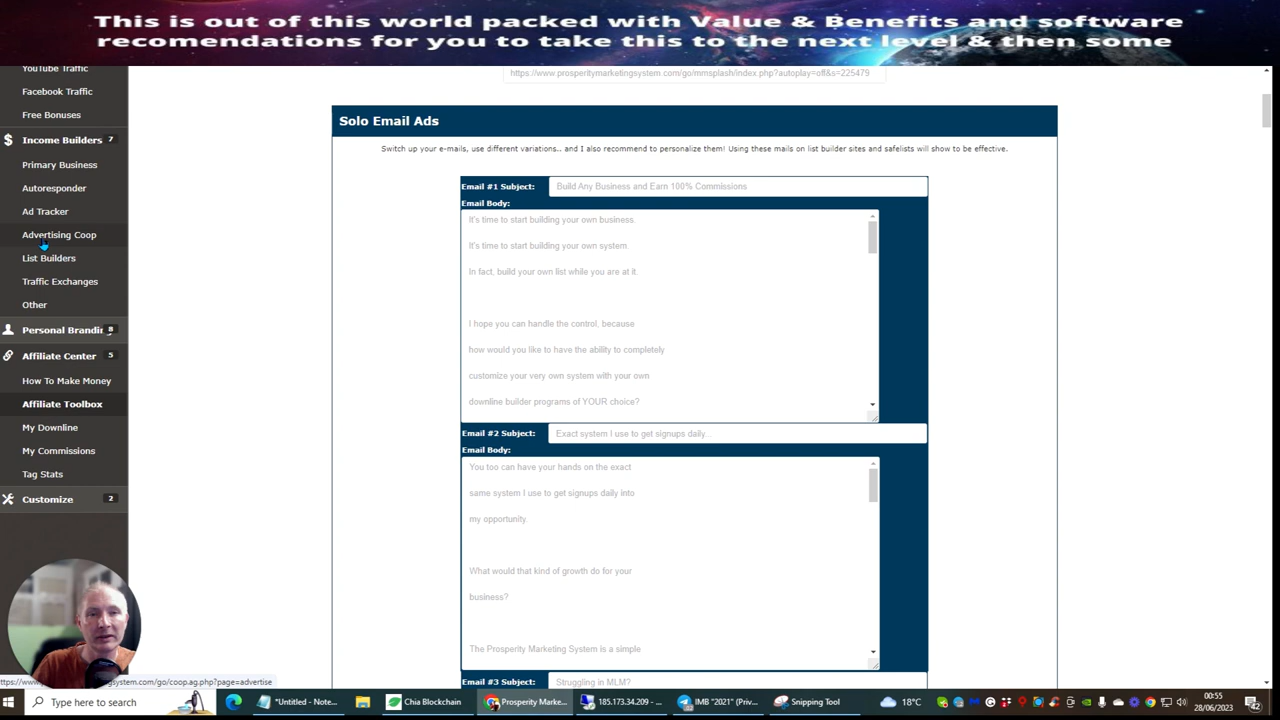 This is out of this world packed with Value & Benefits and software
recomendations for you to take this to the next level & then some
YouTube Traffic
Facebook Traffic
Free Bonuses
Income Builders 7
Primary Business
Autoresponder
Ad Tracker
Advertising Coop
List Builders
Traffic Exchanges
Other
Personal Branding 8
Affiliate Center 5
How To Make Money
Affiliate Toolbox
My Downline
My Commissions
Tag Stats
Customize 2
https://www.prosperitymarketingsystem.com/go/mmsplash/index.php?autoplay=off&s=225479
Solo Email Ads
Switch up your e-mails, use different variations.. and I also recommend to personalize them! Using these mails on list builder sites and safelists will show to be effective.
Email #1 Subject: Build Any Business and Earn 100% Commissions
Email Body:
It's time to start building your own business.
It's time to start building your own system.
In fact, build your own list while you are at it.
I hope you can handle the control, because
how would you like to have the ability to completely
customize your very own system with your own
downline builder programs of YOUR choice?
Email #2 Subject: Exact system I use to get signups daily...
Email Body:
You too can have your hands on the exact
same system I use to get signups daily into
my opportunity.
What would that kind of growth do for your
business?
The Prosperity Marketing System is a simple
Email #3 Subject: Struggling in MLM?
ttps://www.prosperitymarketingsystem.com/go/coop.ag.php?page=advertise
Type here to search
*Untitled - Note...
Chia Blockchain
Prosperity Marke...
185.173.34.209 - ...
IMB "2021" (Priv...
Snipping Tool
18°C
00:55
28/06/2023
42